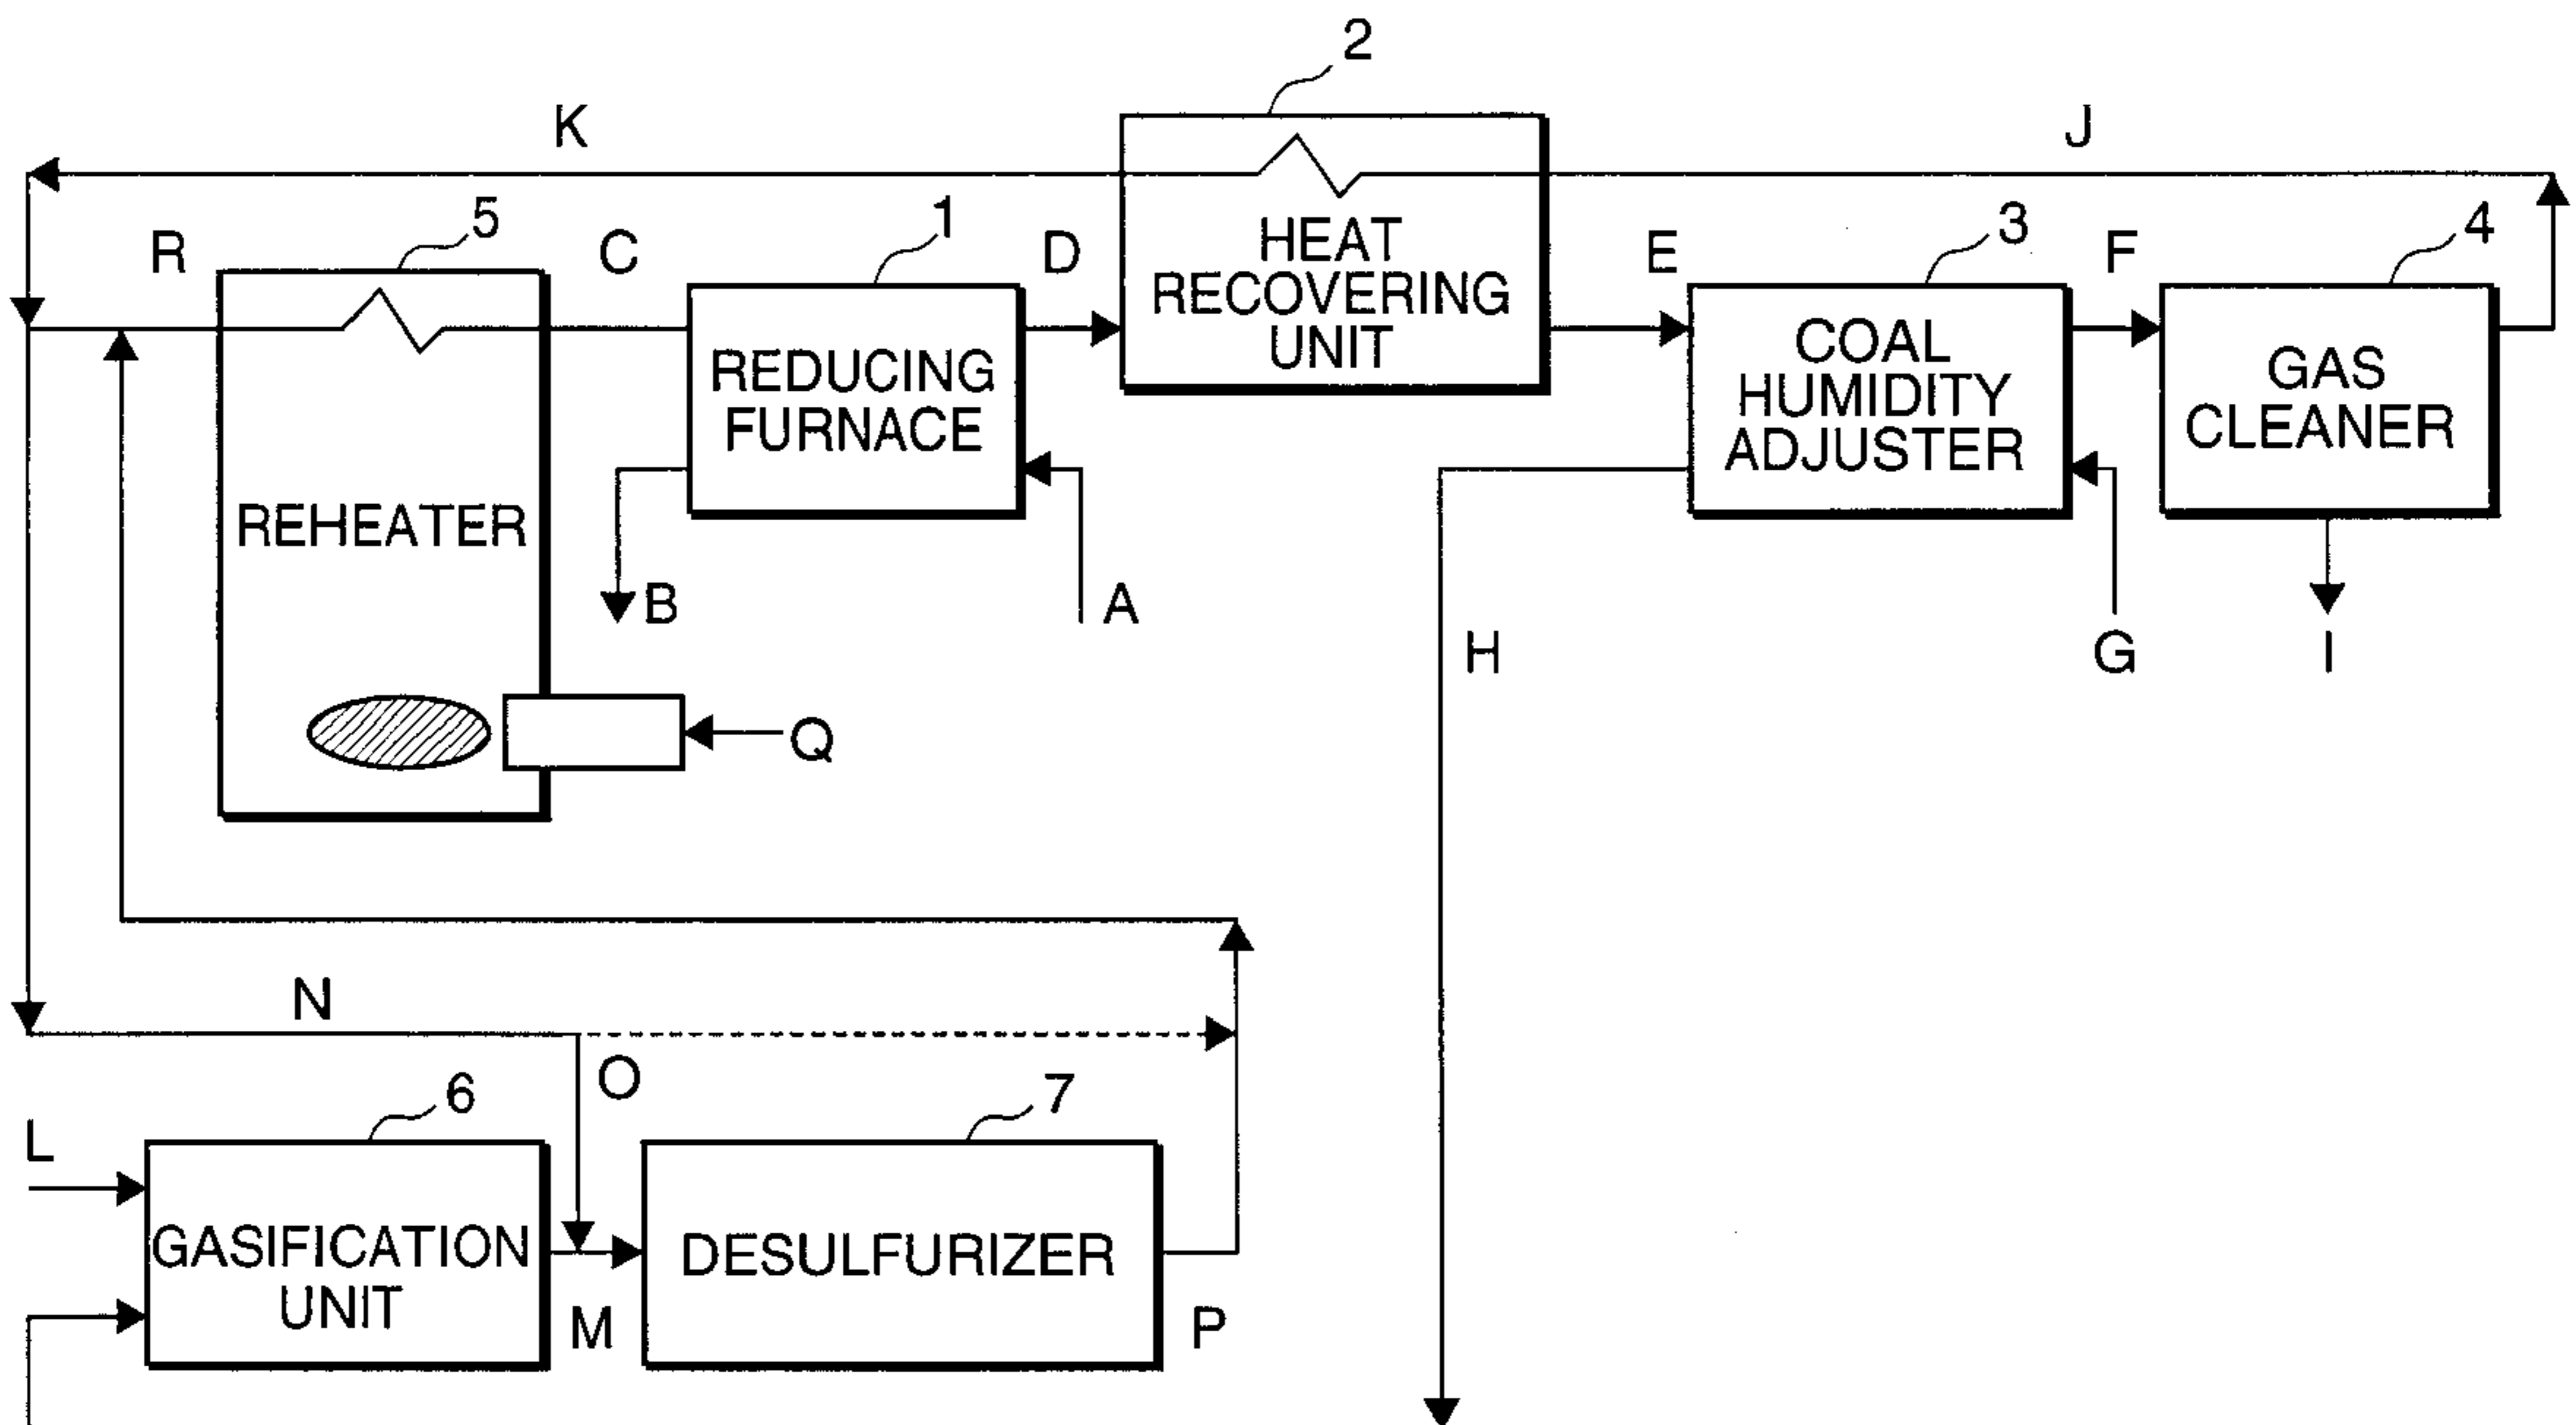 2
K
J
R
5
C
1
D
HEAT
RECOVERING
UNIT
E
3
F
4
REDUCING
FURNACE
COAL
HUMIDITY
ADJUSTER
GAS
CLEANER
REHEATER
B
A
H
G
I
Q
N
O
L
6
7
GASIFICATION
UNIT
M
DESULFURIZER
P